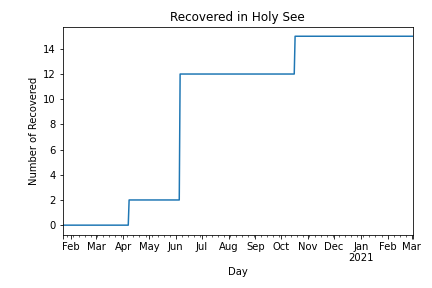 Recovered in Holy See
Number of Recovered
14
12
10
8
6
4
2
0
Feb Mar Apr May Jun Jul Aug Sep Oct Nov Dec Jan Feb Mar
2021
Day